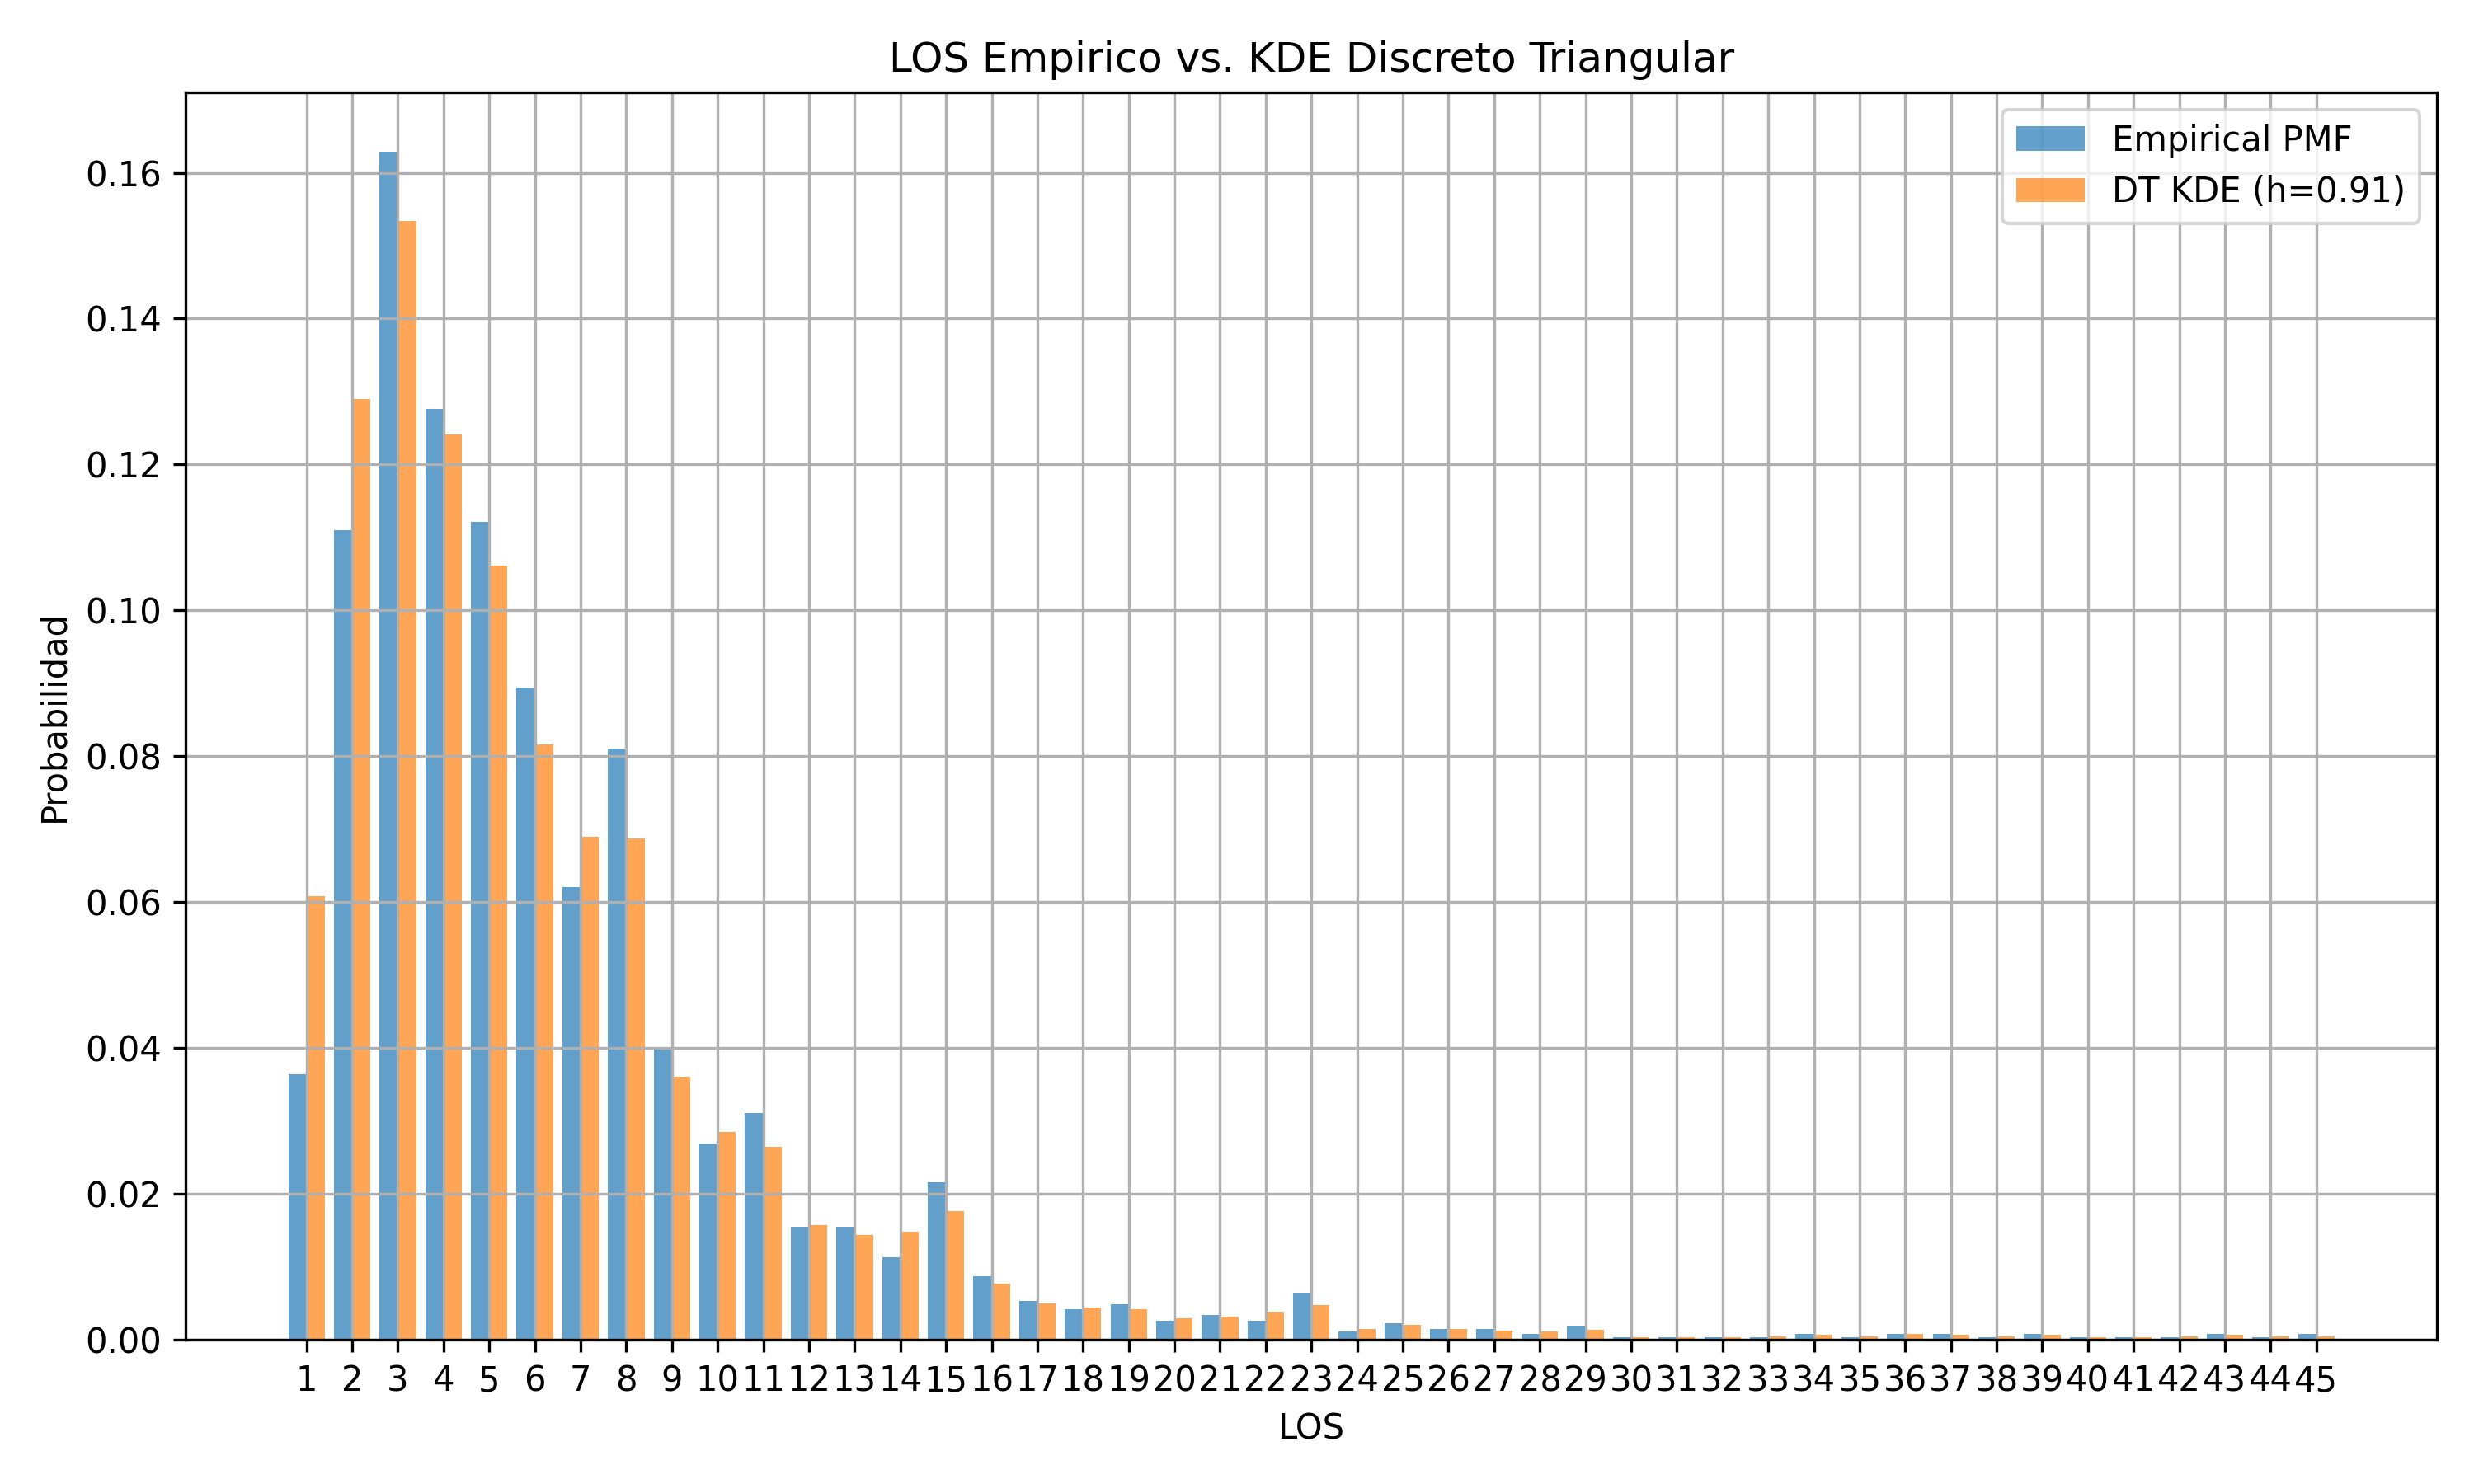 LOS Empirico vs. KDE Discreto Triangular
Empirical PMF
DT KDE (h=0.91)
Probabilidad
0.16
0.14
0.12
0.10
0.08
0.06
0.04
0.02
0.00
1 2 3 4 5 6 7 8 9 10 11 12 13 14 15 16 17 18 19 20 21 22 23 24 25 26 27 28 29 30 31 32 33 34 35 36 37 38 39 40 41 42 43 44 45
LOS